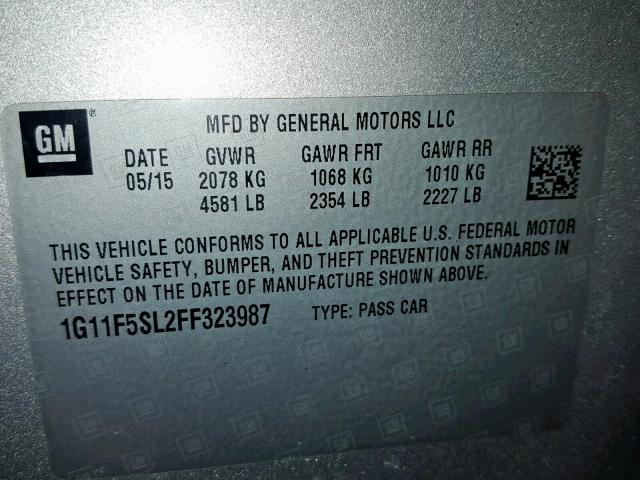 GM® MFD BY GENERAL MOTORS LLC
DATE GVWR GAWR FRT GAWR RR
05/15 2078 KG 1068 KG 1010 KG
4581 LB 2354 LB 2227 LB
THIS VEHICLE CONFORMS TO ALL APPLICABLE U.S. FEDERAL MOTOR
VEHICLE SAFETY, BUMPER, AND THEFT PREVENTION STANDARDS IN
EFFECT ON THE DATE OF MANUFACTURE SHOWN ABOVE.
1G11F5SL2FF323987 TYPE: PASS CAR